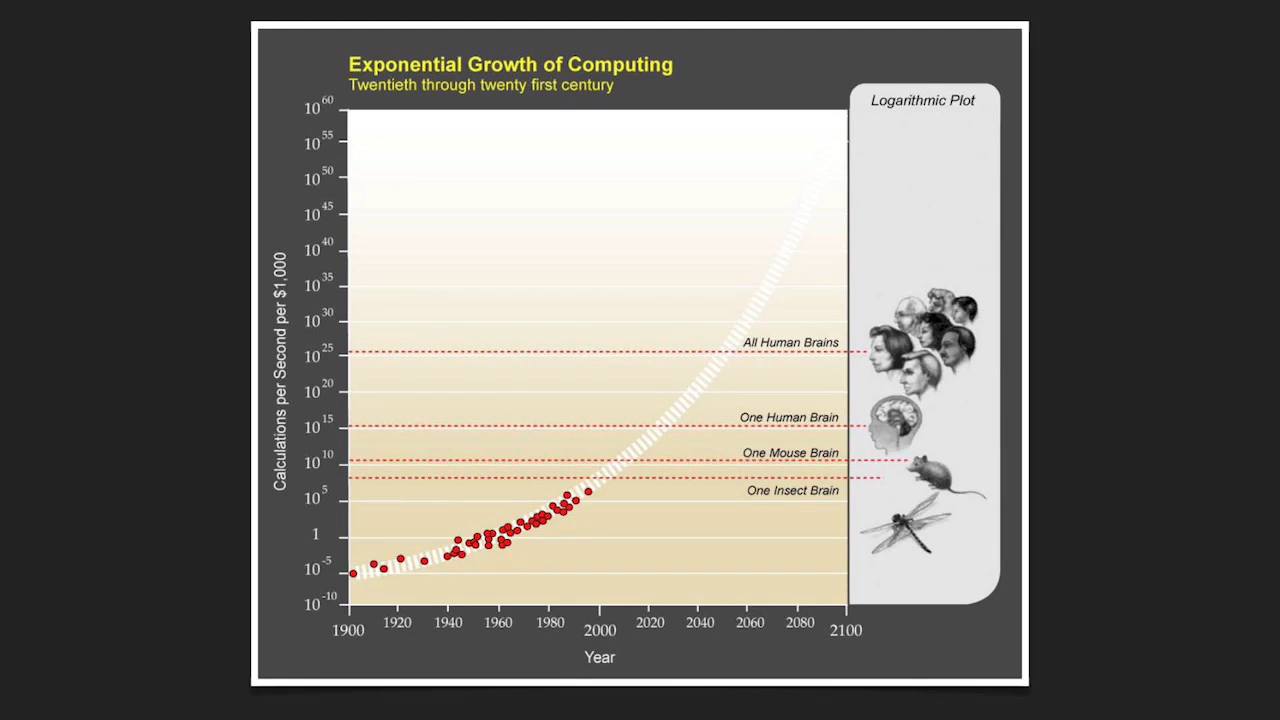 Exponential Growth of Computing
Twentieth through twenty first century
Logarithmic Plot
Calculations per Second per $1,000
10^60
10^55
10^50
10^45
10^40
10^35
10^30
10^25
10^20
10^15
10^10
10^5
1
10^-5
10^-10
All Human Brains
One Human Brain
One Mouse Brain
One Insect Brain
1900 1920 1940 1960 1980 2000 2020 2040 2060 2080 2100
Year